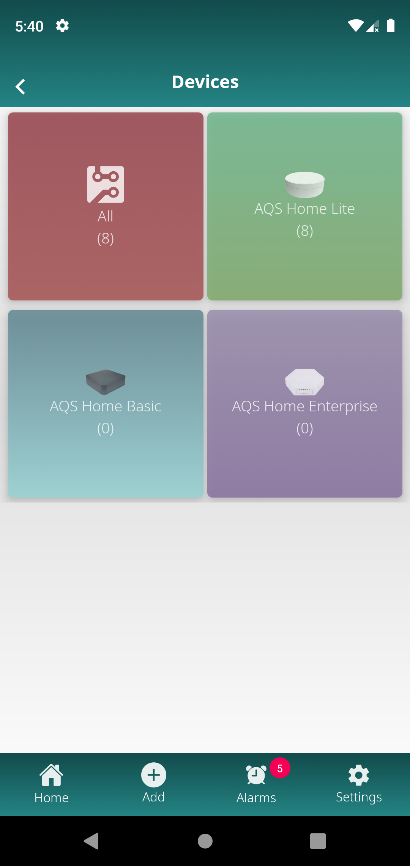 5:40
Devices
All
(8)
AQS Home Lite
(8)
AQS Home Basic
(0)
AQS Home Enterprise
(0)
Home
Add
Alarms
5
Settings